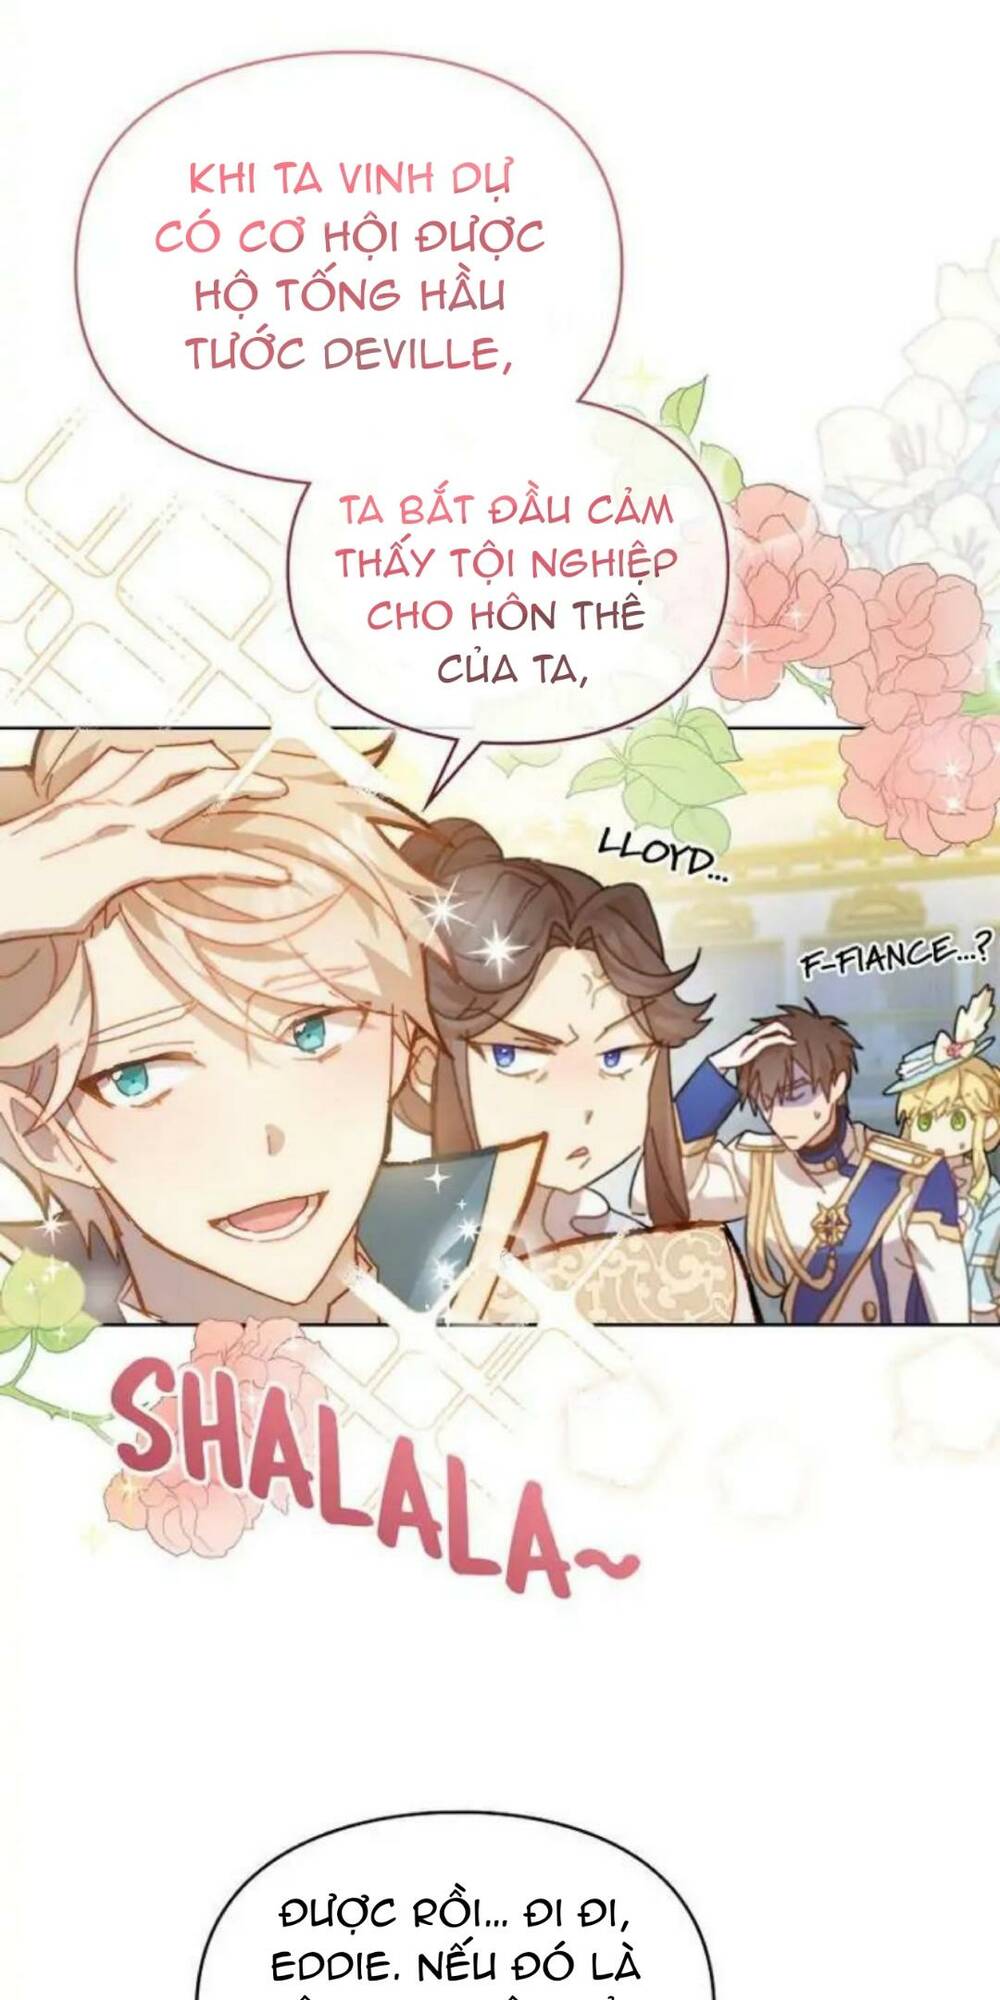 KHI TA VINH DỰ
CÓ CƠ HỘI ĐƯỢC
HỘ TỐNG HẦU
TƯỚC DEVILLE,
TA BẮT ĐẦU CẢM
THẤY TỘI NGHIỆP
CHO HÔN THÊ
CỦA TA,
LLOYD...
F-FIANCE...?
SHALALA~
ĐƯỢC RỒI... ĐI ĐI,
EDDIE. NẾU ĐÓ LÀ